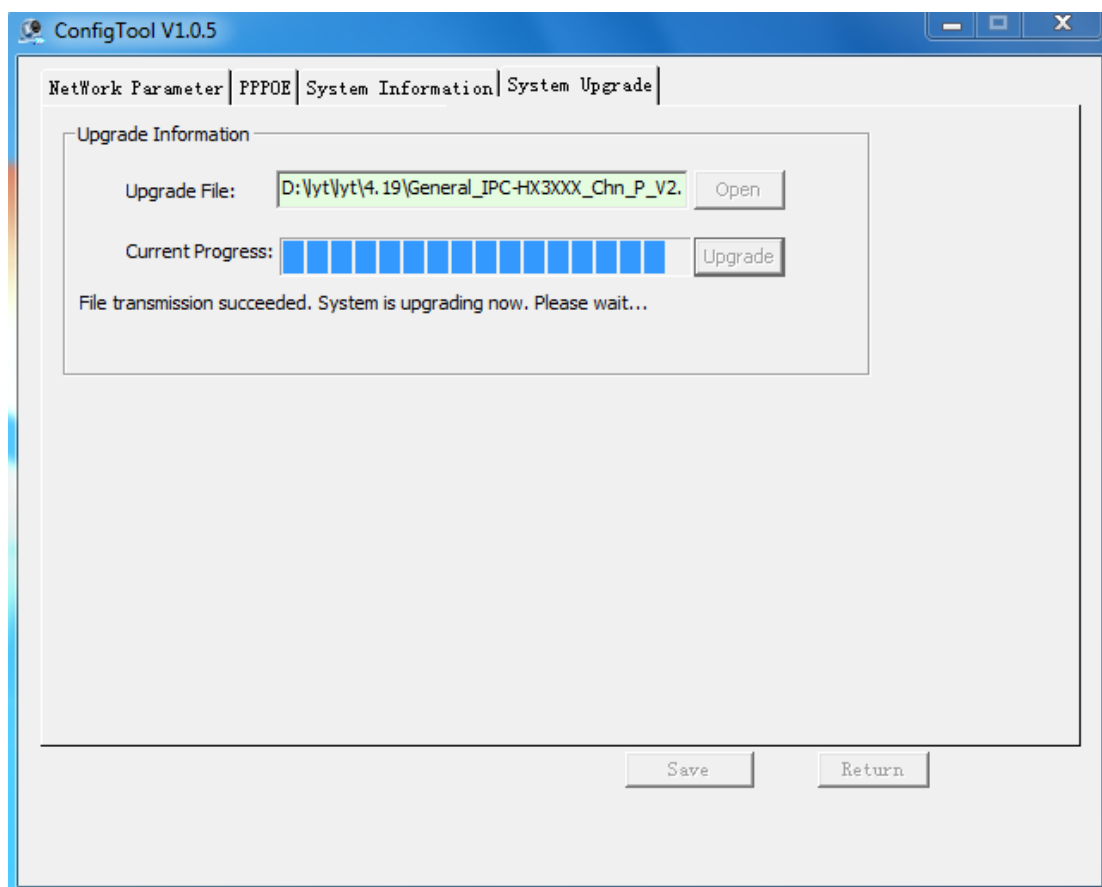 ConfigTool V1.0.5
NetWork Parameter PPPOE System Information System Upgrade
Upgrade Information
Upgrade File: D:\lyt\lyt\4.19\General_IPC-HX3XXX_Chn_P_V2. Open
Current Progress: Upgrade
File transmission succeeded. System is upgrading now. Please wait...
Save Return